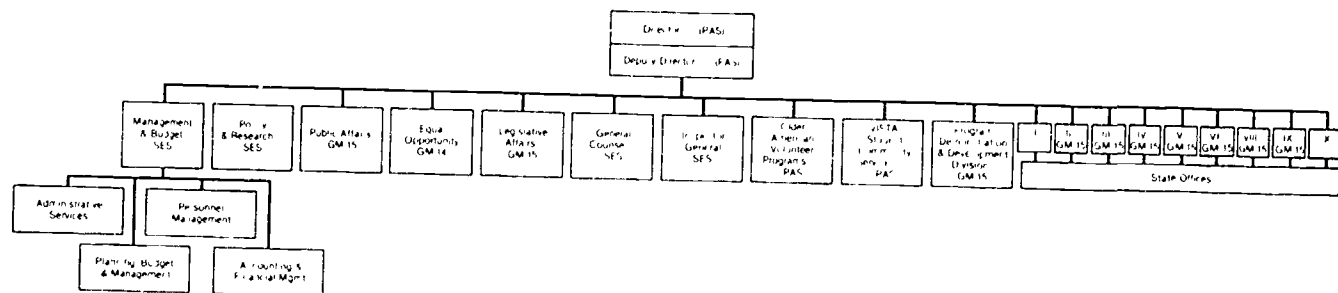 Director (PAS)
Deputy Director (PAS)
Management
& Budget
SES
Policy
& Research
SES
Public Affairs
GM 15
Equal
Opportunity
GM 14
Legislative
Affairs
GM 15
General
Counsel
SES
Inspector
General
SES
Older
American
Volunteer
Programs
PAS
VISTA
Student
Community
Service
PAS
Program
Demonstration
& Development
Division
GM 15
I
II
GM 15
III
GM 15
IV
GM 15
V
GM 15
VI
GM 15
VIII
GM 15
IX
GM 15
X
State Offices
Administrative
Services
Personnel
Management
Planning Budget
& Management
Accounting &
Financial Mgmt